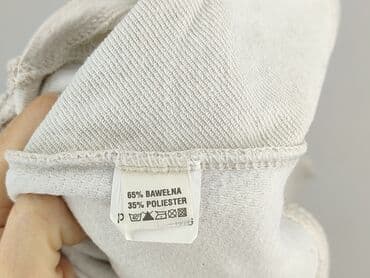 65% BAWEŁNA
35% POLIESTER